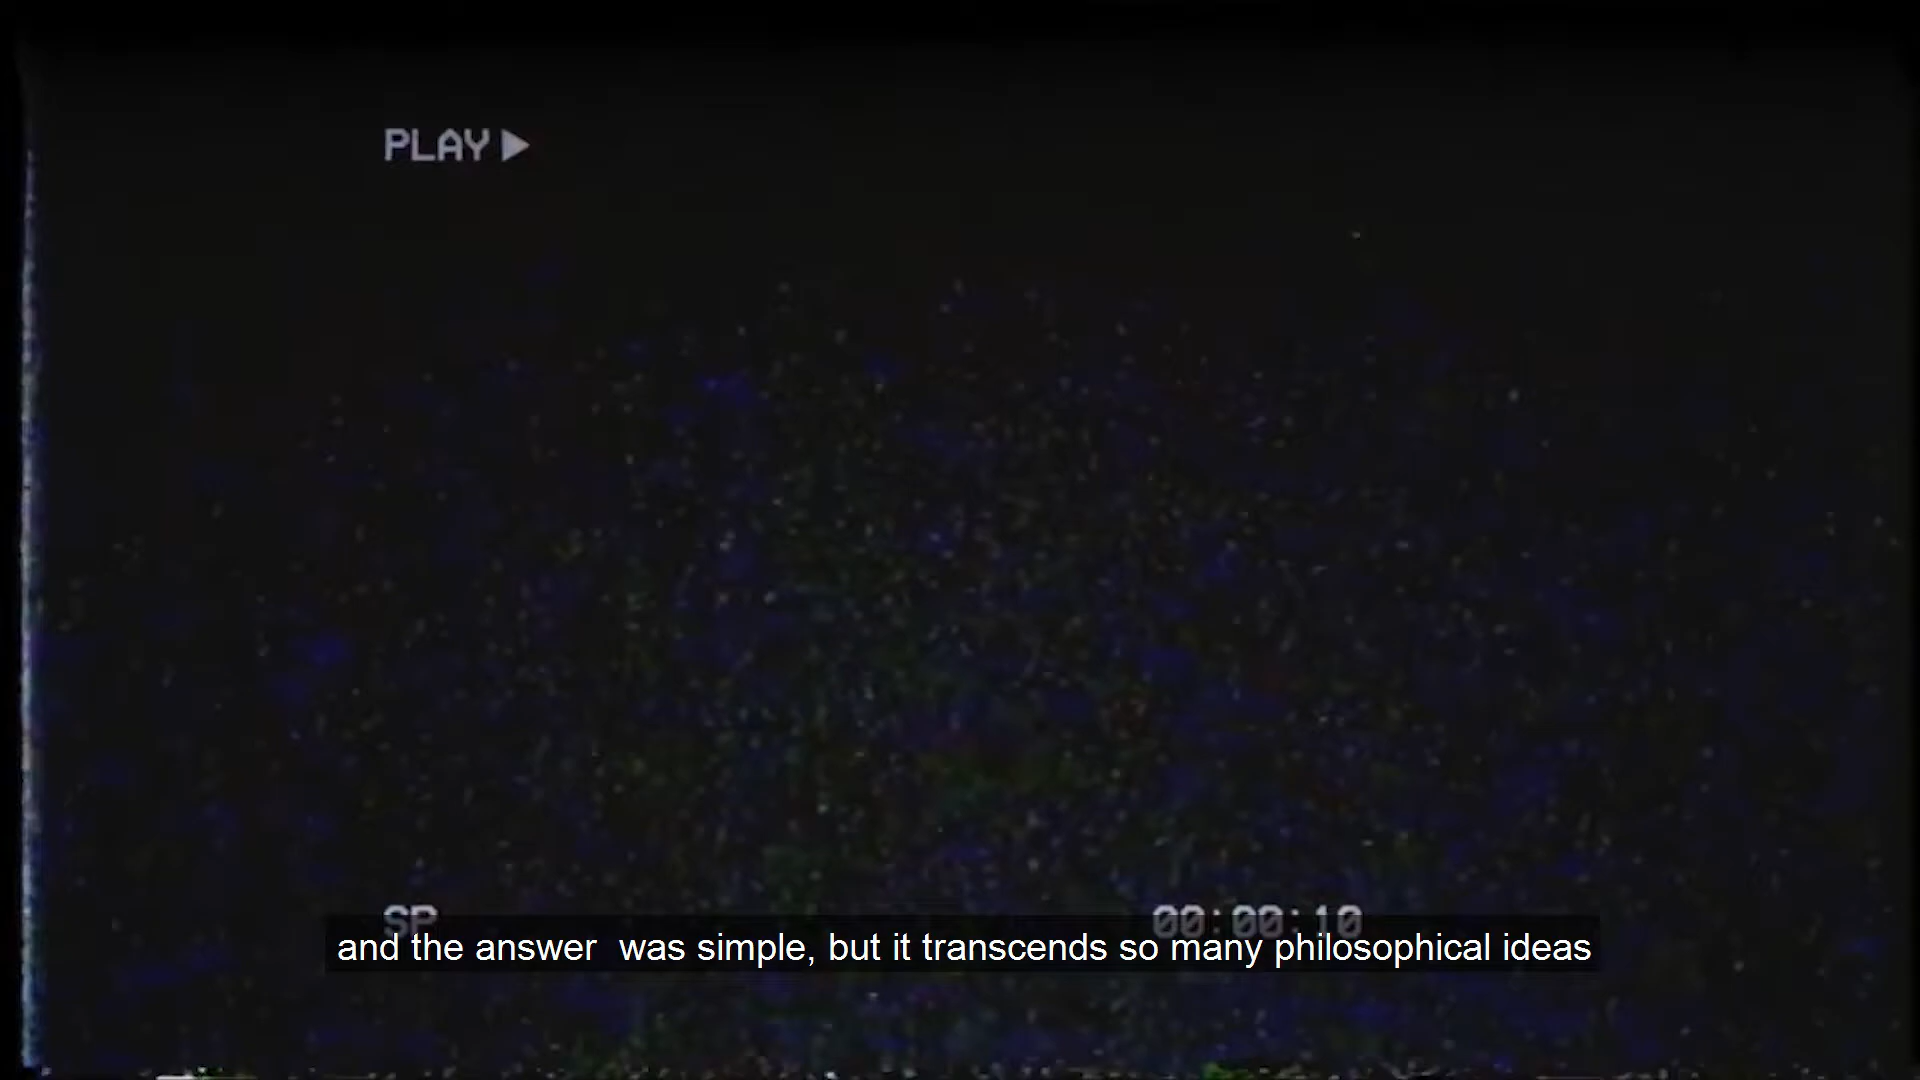 PLAY
SP
00:00:10
and the answer  was simple, but it transcends so many philosophical ideas